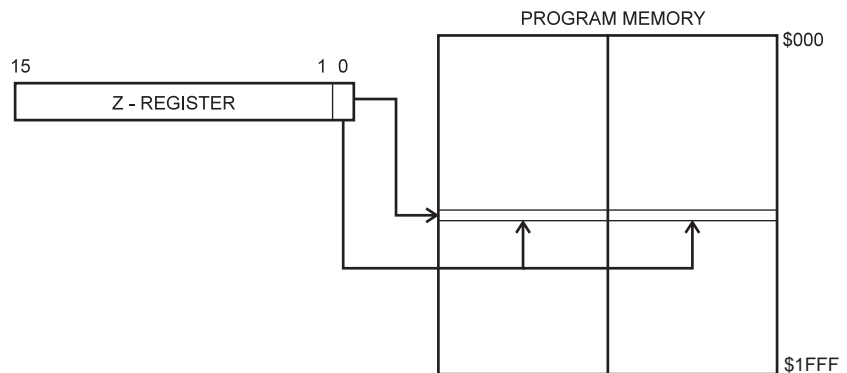 PROGRAM MEMORY
$000
15 1 0
Z - REGISTER
$1FFF